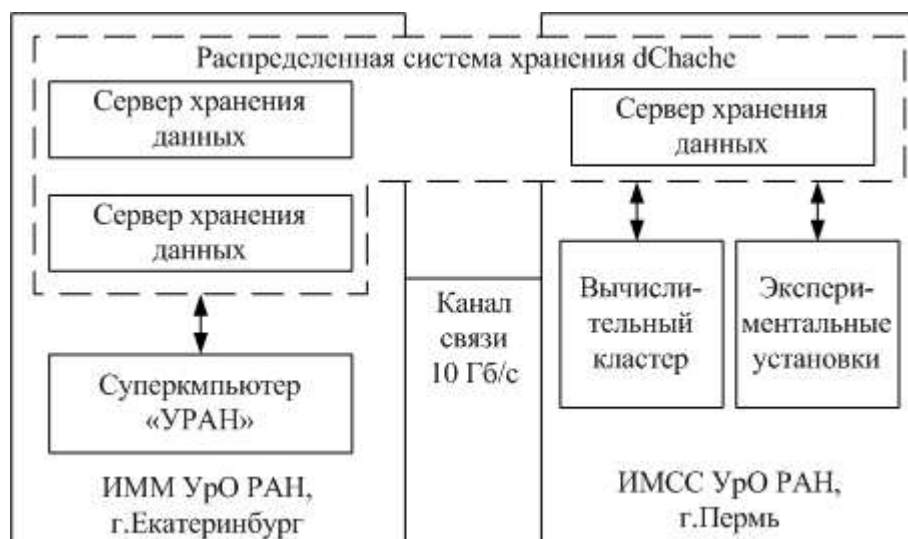 Распределенная система хранения dChache
Сервер хранения
данных
Сервер хранения
данных
Суперкмпьютер
«УРАН»
ИММ УрО РАН,
г.Екатеринбург
Канал
связи
10 Гб/с
Сервер хранения
данных
Вычисли-
тельный
кластер
Экспери-
ментальные
установки
ИМСС УрО РАН,
г.Пермь